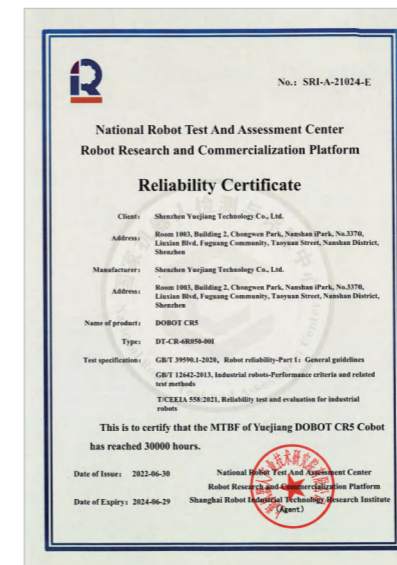 No.: SRI-A-21024-E
National Robot Test And Assessment Center
Robot Research and Commercialization Platform
Reliability Certificate
Client: Shenzhen Yuejiang Technology Co., Ltd.
Address: Room 1003, Building 2, Chongwen Park, Nanshan iPark, No.3370,
Liuxian Blvd, Fuguang Community, Taoyuan Street, Nanshan District,
Shenzhen
Manufacturer: Shenzhen Yuejiang Technology Co., Ltd.
Address: Room 1003, Building 2, Chongwen Park, Nanshan iPark, No.3370,
Liuxian Blvd, Fuguang Community, Taoyuan Street, Nanshan District,
Shenzhen
Name of product: DOBOT CR5
Type: DT-CR-6R050-00I
Test specification: GB/T 39590.1-2020, Robot reliability-Part 1: General guidelines
GB/T 12642-2013, Industrial robots-Performance criteria and related
test methods
T/CEEIA 558:2021, Reliability test and evaluation for industrial
robots
This is to certify that the MTBF of Yuejiang DOBOT CR5 Cobot
has reached 30000 hours.
Date of Issue: 2022-06-30
National Robot Test And Assessment Center
Robot Research and Commercialization Platform
Date of Expiry: 2024-06-29
Shanghai Robot Industrial Technology Research Institute
(Agent)